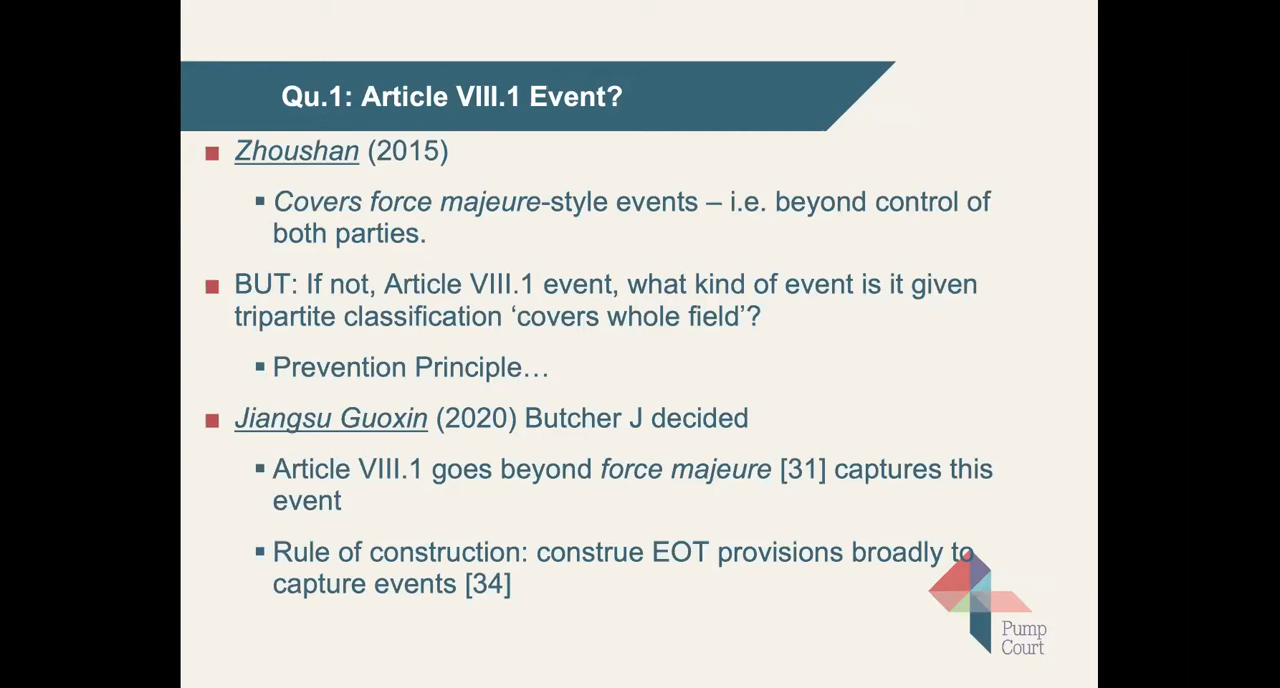 Qu.1: Article VIII.1 Event?
Zhoushan (2015)
Covers force majeure-style events – i.e. beyond control of
both parties.
BUT: If not, Article VIII.1 event, what kind of event is it given
tripartite classification ‘covers whole field’?
Prevention Principle…
Jiangsu Guoxin (2020) Butcher J decided
Article VIII.1 goes beyond force majeure [31] captures this
event
Rule of construction: construe EOT provisions broadly to
capture events [34]
Pump
Court